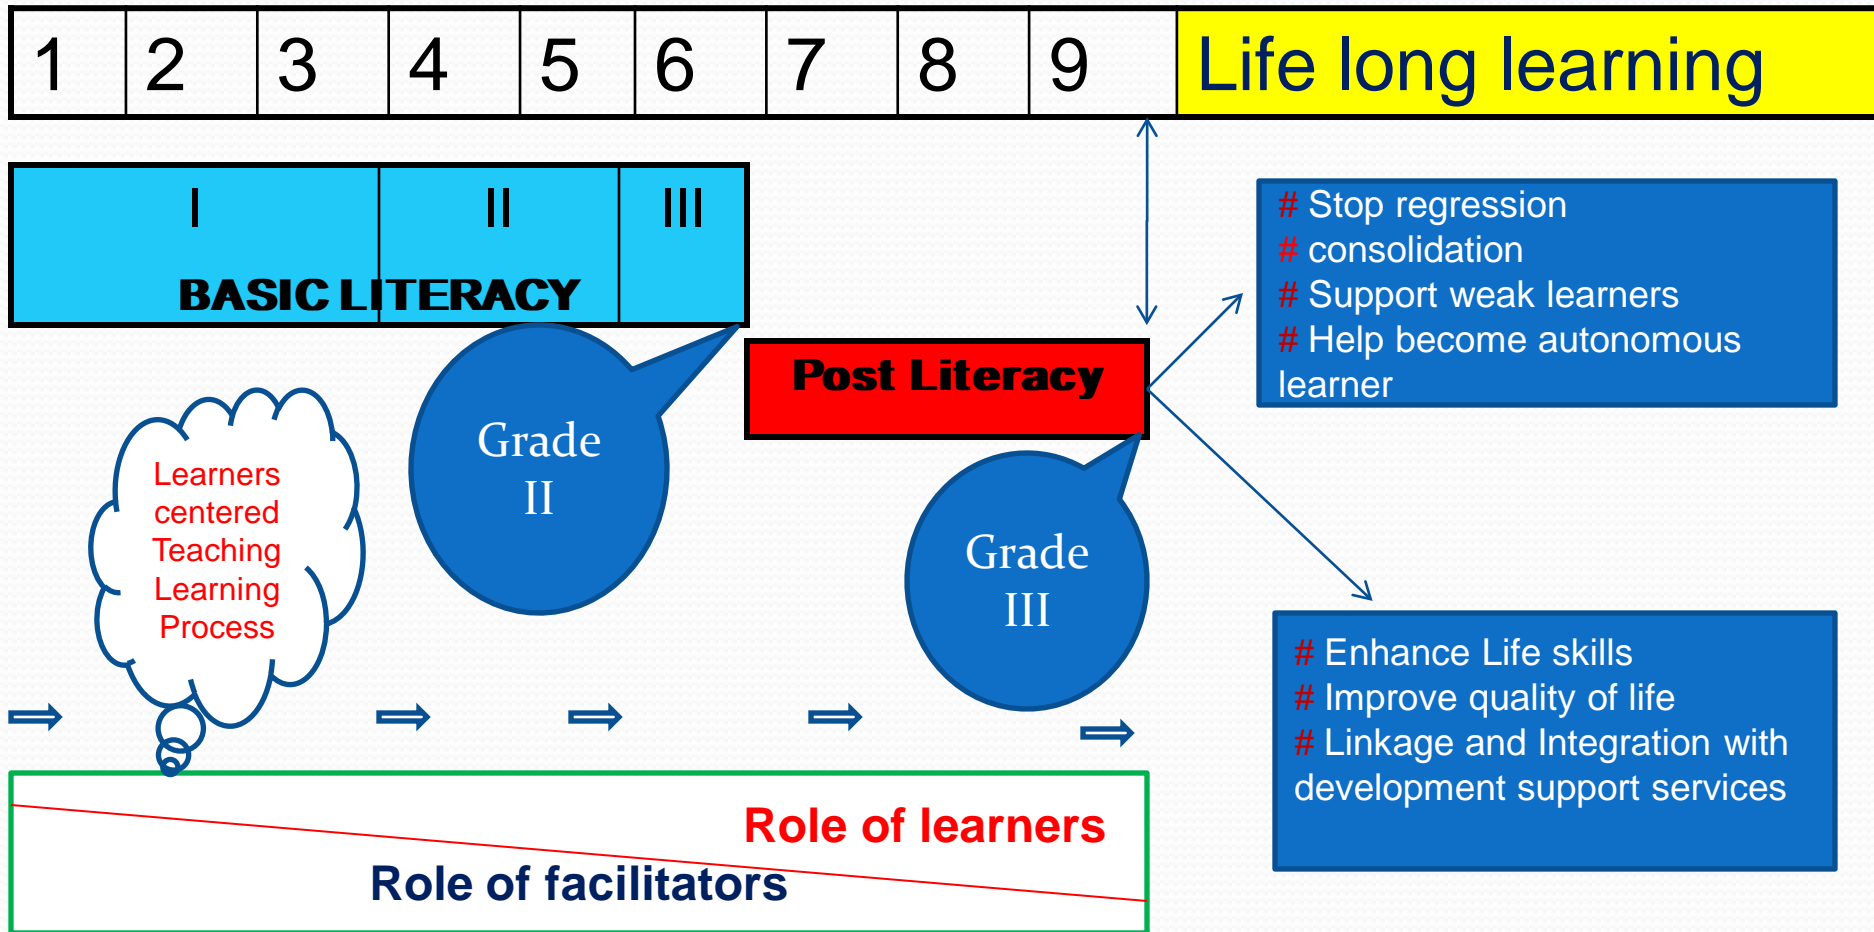 1 2 3 4 5 6 7 8 9 Life long learning
I II III
BASIC LITERACY
Post Literacy
# Stop regression
# consolidation
# Support weak learners
# Help become autonomous
learner
Grade
II
Learners
centered
Teaching
Learning
Process
Grade
III
# Enhance Life skills
# Improve quality of life
# Linkage and Integration with
development support services
Role of learners
Role of facilitators